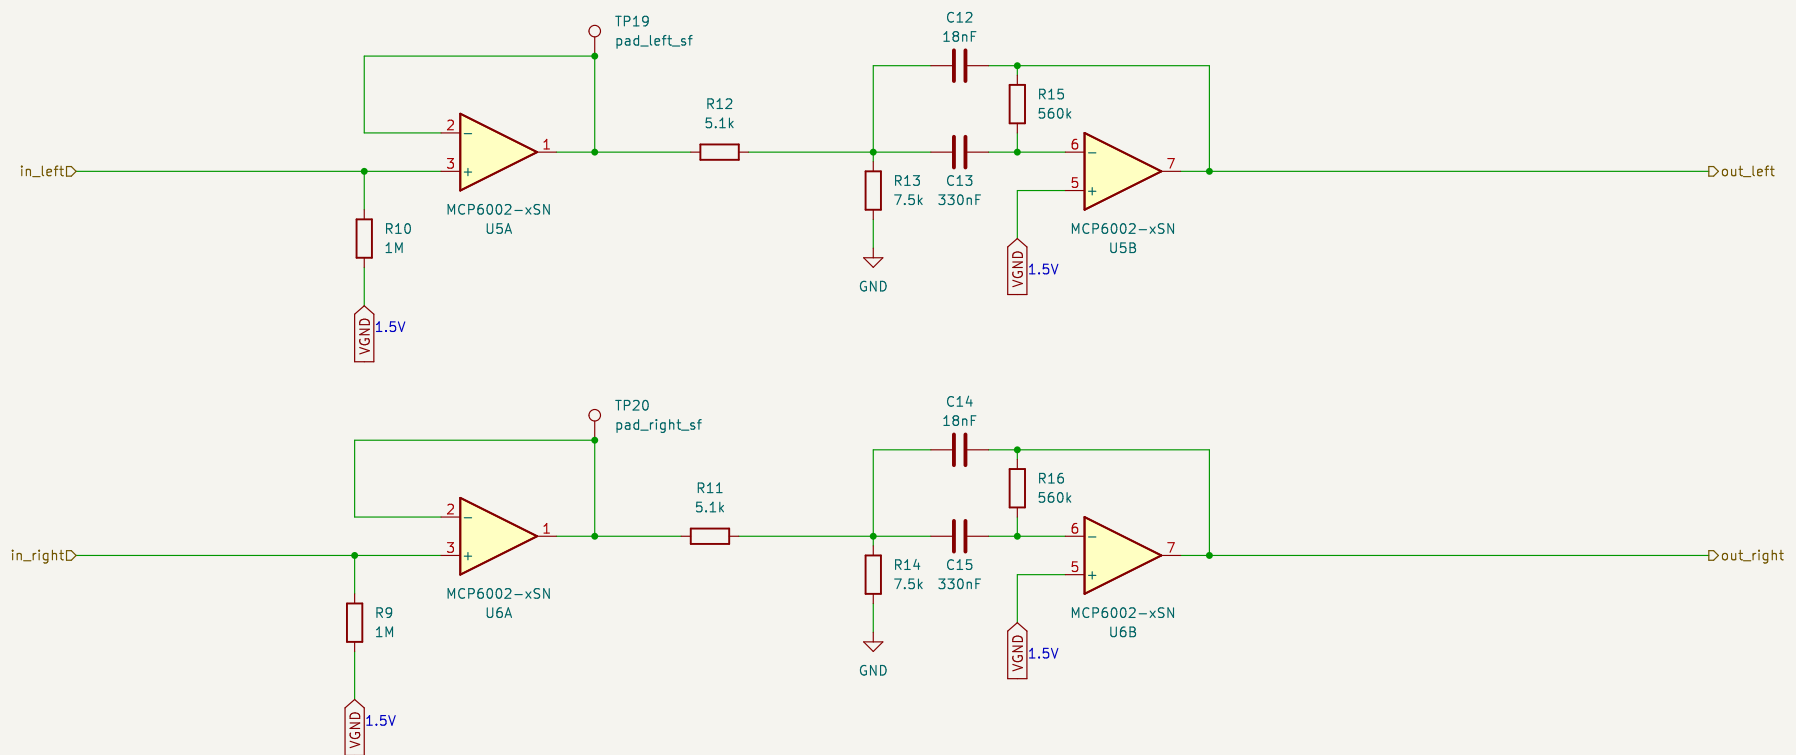 TP19
pad_left_sf
C12
18nF
R15
560k
R12
5.1k
2
1
3
in_left
MCP6002-xSN
U5A
R10
1M
VGND
1.5V
R13
7.5k
C13
330nF
6
7
5
out_left
MCP6002-xSN
U5B
VGND
1.5V
GND
TP20
pad_right_sf
C14
18nF
R16
560k
R11
5.1k
2
1
3
in_right
MCP6002-xSN
U6A
R9
1M
VGND
1.5V
R14
7.5k
C15
330nF
6
7
5
out_right
MCP6002-xSN
U6B
VGND
1.5V
GND